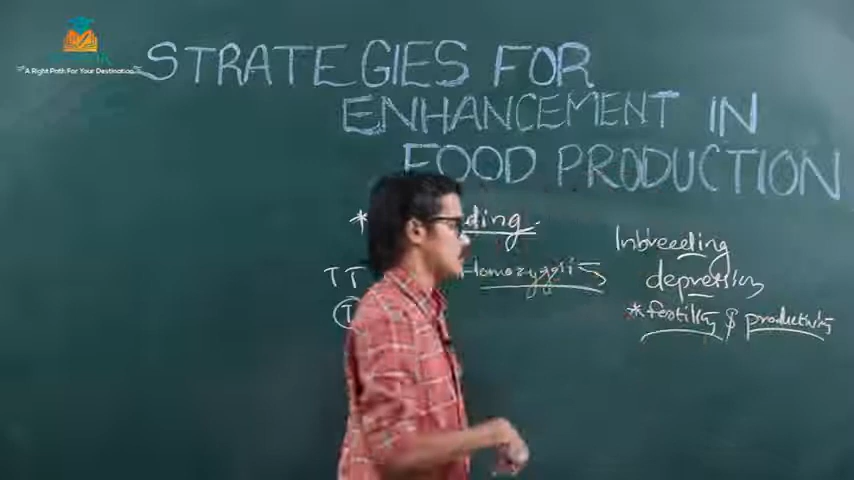 A Right Path For Your Destination
STRATEGIES FOR
ENHANCEMENT IN
FOOD PRODUCTION
* ding
TT Homozygosity
T
Inbreeding
depression
* fertility & productivity